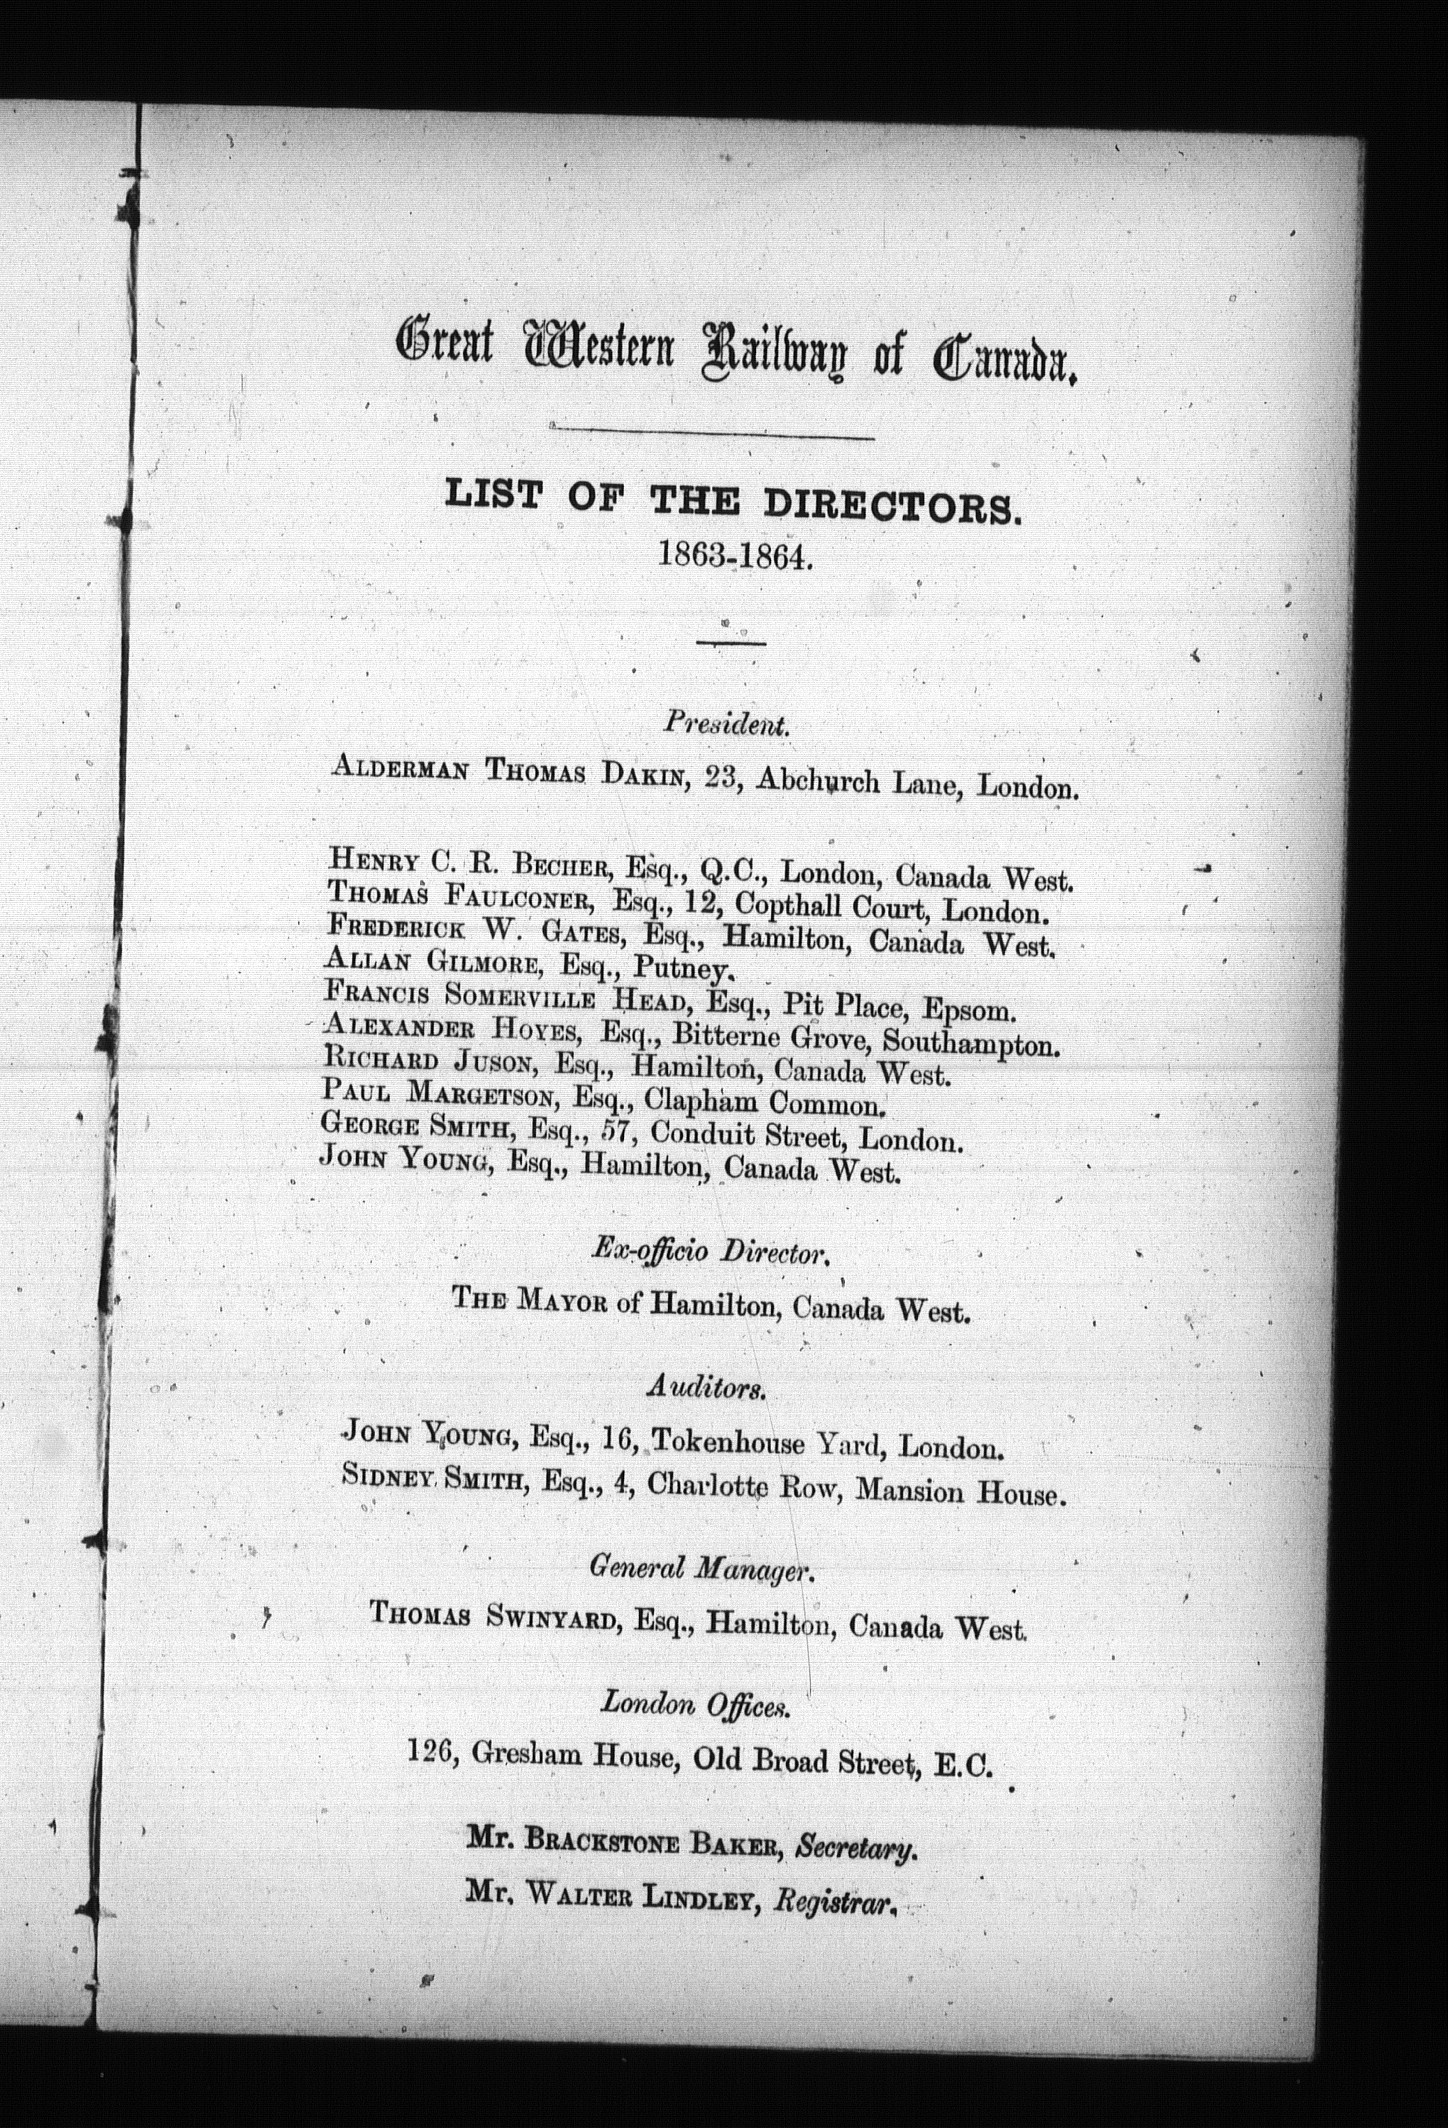 Great Western Railway of Canada.
LIST OF THE DIRECTORS.
1863-1864.
President.
ALDERMAN THOMAS DAKIN, 23, Abchurch Lane, London.
HENRY C. R. BECHER, Esq., Q.C., London, Canada West.
THOMAS FAULCONER, Esq., 12, Copthall Court, London.
FREDERICK W. GATES, Esq., Hamilton, Canada West.
ALLAN GILMORE, Esq., Putney.
FRANCIS SOMERVILLE HEAD, Esq., Pit Place, Epsom.
ALEXANDER HOYES, Esq., Bitterne Grove, Southampton.
RICHARD JUSON, Esq., Hamilton, Canada West.
PAUL MARGETSON, Esq., Clapham Common.
GEORGE SMITH, Esq., 57, Conduit Street, London.
JOHN YOUNG, Esq., Hamilton, Canada West.
Ex-officio Director.
THE MAYOR of Hamilton, Canada West.
Auditors.
JOHN YOUNG, Esq., 16, Tokenhouse Yard, London.
SIDNEY SMITH, Esq., 4, Charlotte Row, Mansion House.
General Manager.
THOMAS SWINYARD, Esq., Hamilton, Canada West.
London Offices.
126, Gresham House, Old Broad Street, E.C.
Mr. BRACKSTONE BAKER, Secretary.
Mr. WALTER LINDLEY, Registrar.